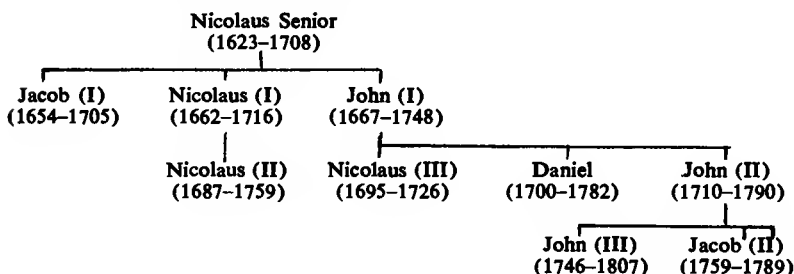 Nicolaus Senior
(1623–1708)
Jacob (I) Nicolaus (I) John (I)
(1654–1705) (1662–1716) (1667–1748)
Nicolaus (II) Nicolaus (III) Daniel John (II)
(1687–1759) (1695–1726) (1700–1782) (1710–1790)
John (III) Jacob (II)
(1746–1807) (1759–1789)